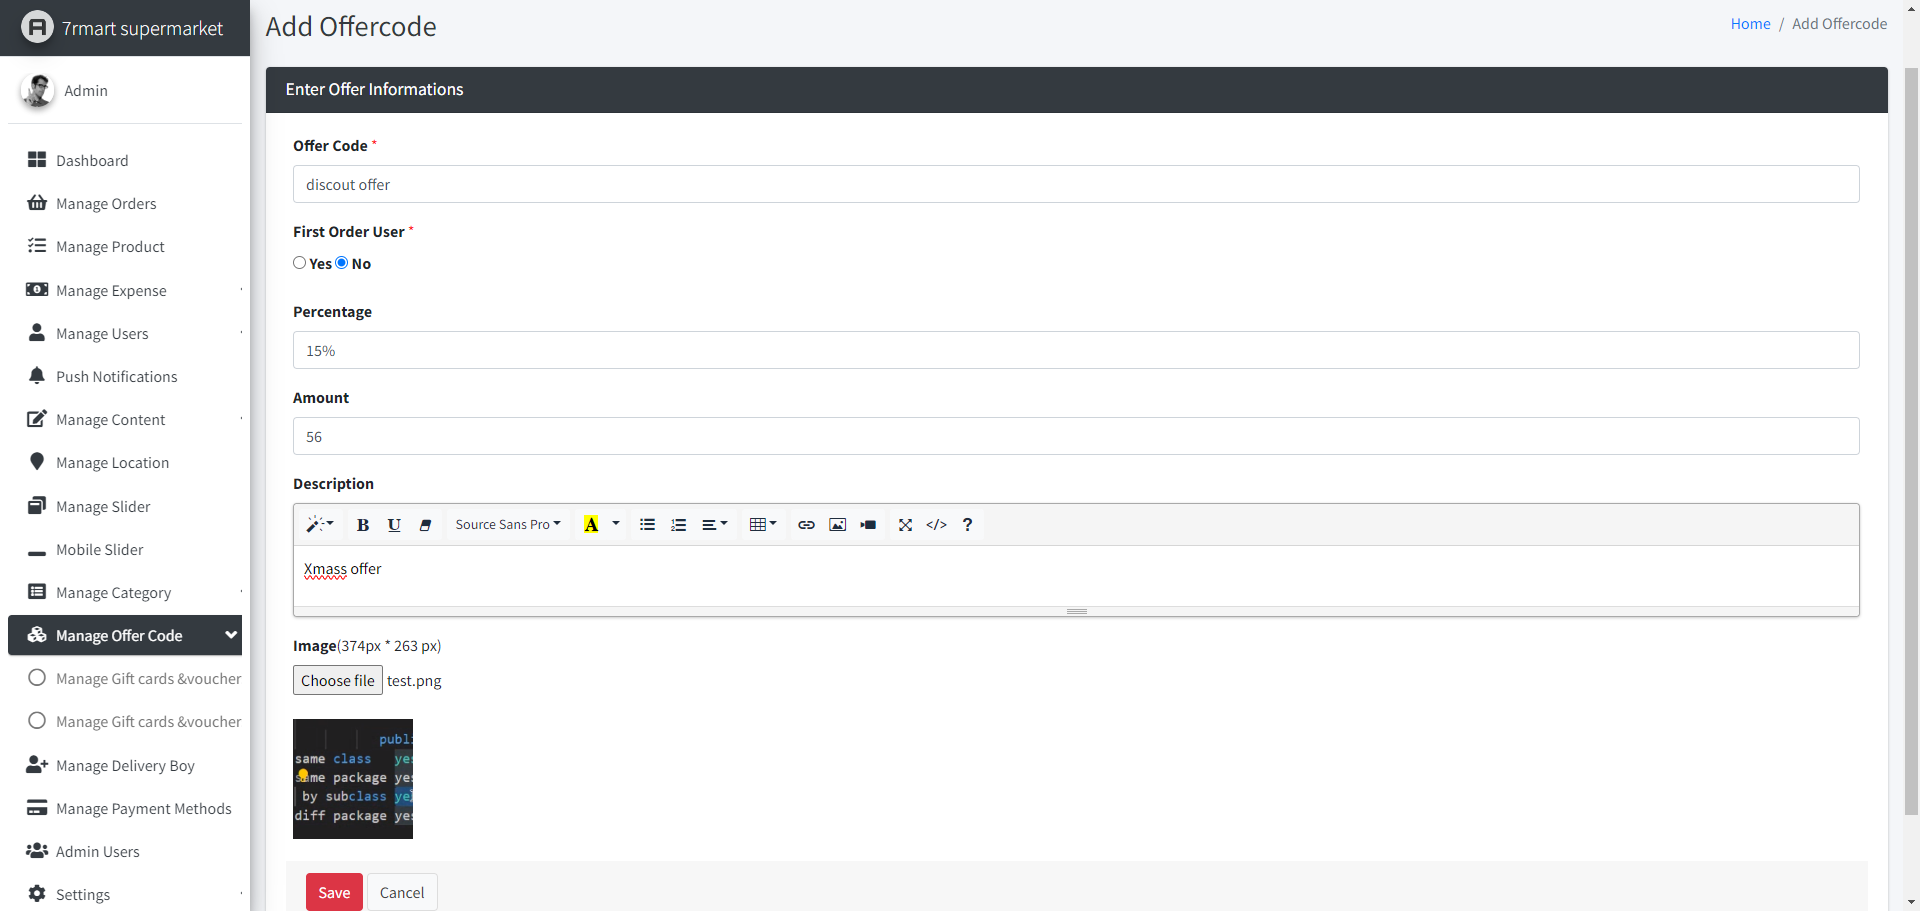 7rmart supermarket
Admin
Dashboard
Manage Orders
Manage Product
Manage Expense
Manage Users
Push Notifications
Manage Content
Manage Location
Manage Slider
Mobile Slider
Manage Category
Manage Offer Code
Manage Gift cards &voucher
Manage Gift cards &voucher
Manage Delivery Boy
Manage Payment Methods
Admin Users
Settings
Add Offercode
Home / Add Offercode
Enter Offer Informations
Offer Code *
discout offer
First Order User *
Yes No
Percentage
15%
Amount
56
Description
B U Source Sans Pro A </> ?
Xmass offer
Image(374px * 263 px)
Choose file test.png
publ
same class yes
same package yes
by subclass yes
diff package yes
Save Cancel